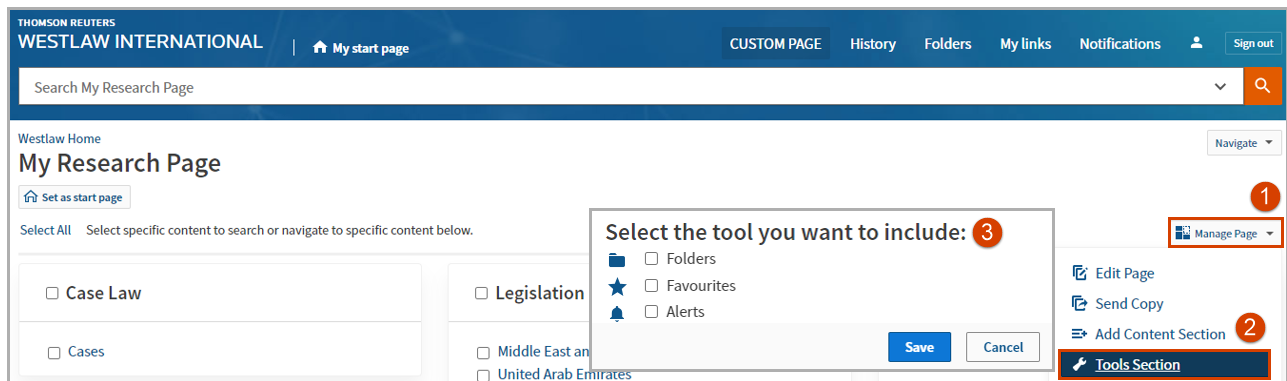 THOMSON REUTERS
WESTLAW INTERNATIONAL
My start page
CUSTOM PAGE
History
Folders
My links
Notifications
Sign out
Search My Research Page
Westlaw Home
My Research Page
Navigate
Set as start page
1
Select All
Select specific content to search or navigate to specific content below.
Manage Page
Select the tool you want to include: 3
Folders
Favourites
Alerts
Save
Cancel
Case Law
Cases
Legislation
Middle East an
United Arab Emirates
Edit Page
Send Copy
Add Content Section
2
Tools Section